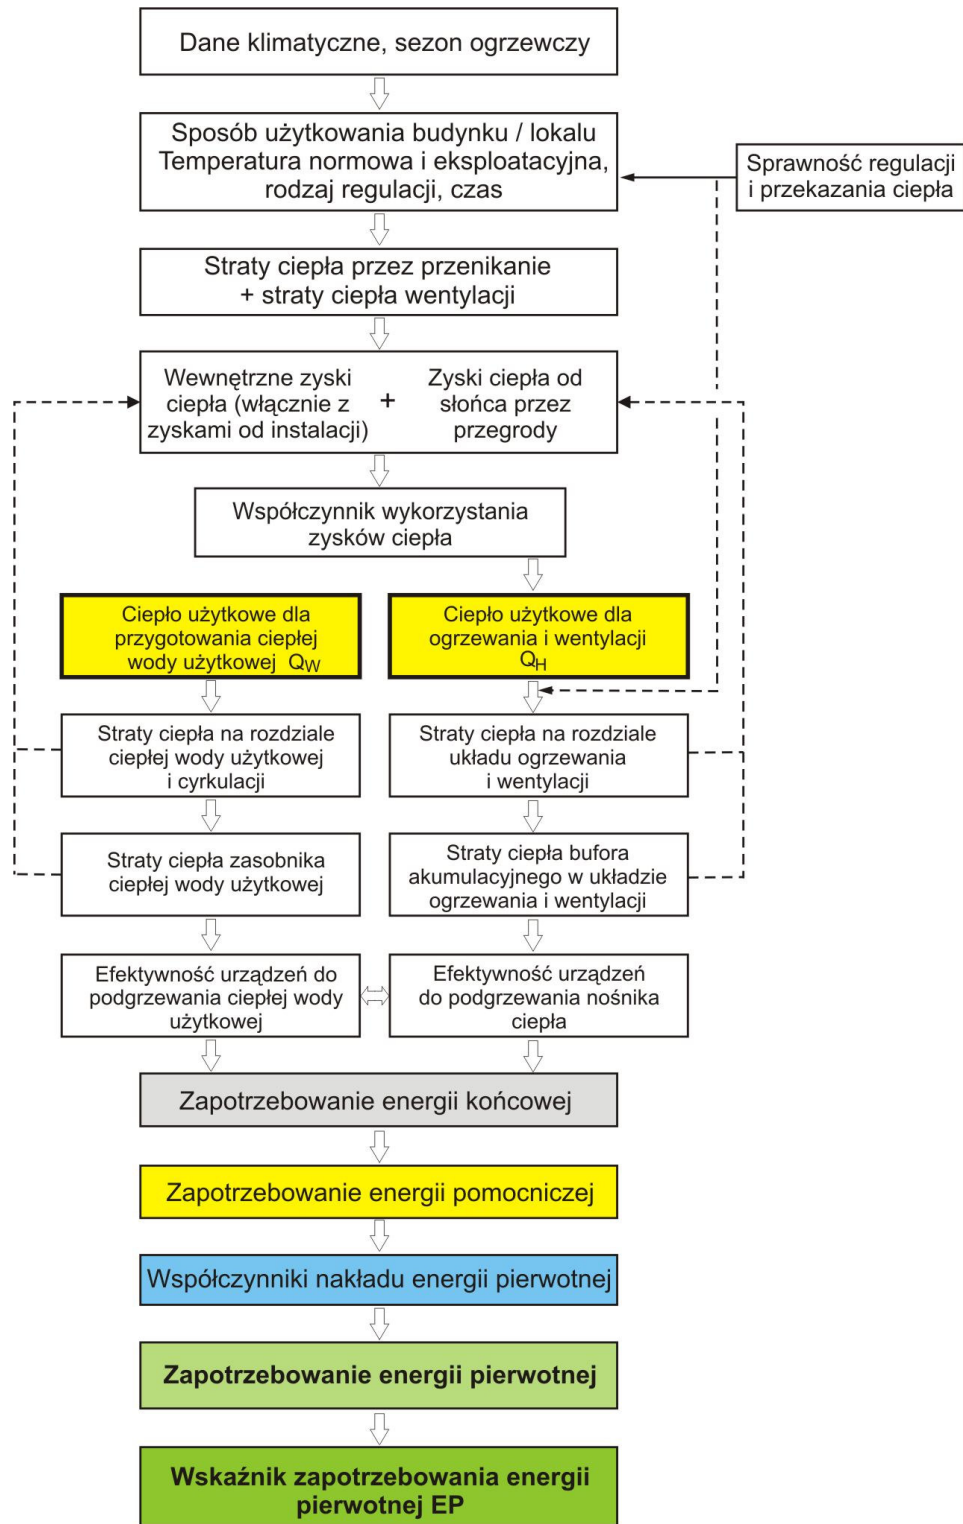 Dane klimatyczne, sezon ogrzewczy
Sposób użytkowania budynku / lokalu
Temperatura normowa i eksploatacyjna,
rodzaj regulacji, czas
Sprawność regulacji
i przekazania ciepła
Straty ciepła przez przenikanie
+ straty ciepła wentylacji
Wewnętrzne zyski
ciepła (włącznie z
zyskami od instalacji)
+
Zyski ciepła od
słońca przez
przegrody
Współczynnik wykorzystania
zysków ciepła
Ciepło użytkowe dla
przygotowania ciepłej
wody użytkowej QW
Ciepło użytkowe dla
ogrzewania i wentylacji
QH
Straty ciepła na rozdziale
ciepłej wody użytkowej
i cyrkulacji
Straty ciepła na rozdziale
układu ogrzewania
i wentylacji
Straty ciepła zasobnika
ciepłej wody użytkowej
Straty ciepła bufora
akumulacyjnego w układzie
ogrzewania i wentylacji
Efektywność urządzeń do
podgrzewania ciepłej wody
użytkowej
Efektywność urządzeń
do podgrzewania nośnika
ciepła
Zapotrzebowanie energii końcowej
Zapotrzebowanie energii pomocniczej
Współczynniki nakładu energii pierwotnej
Zapotrzebowanie energii pierwotnej
Wskaźnik zapotrzebowania energii
pierwotnej EP